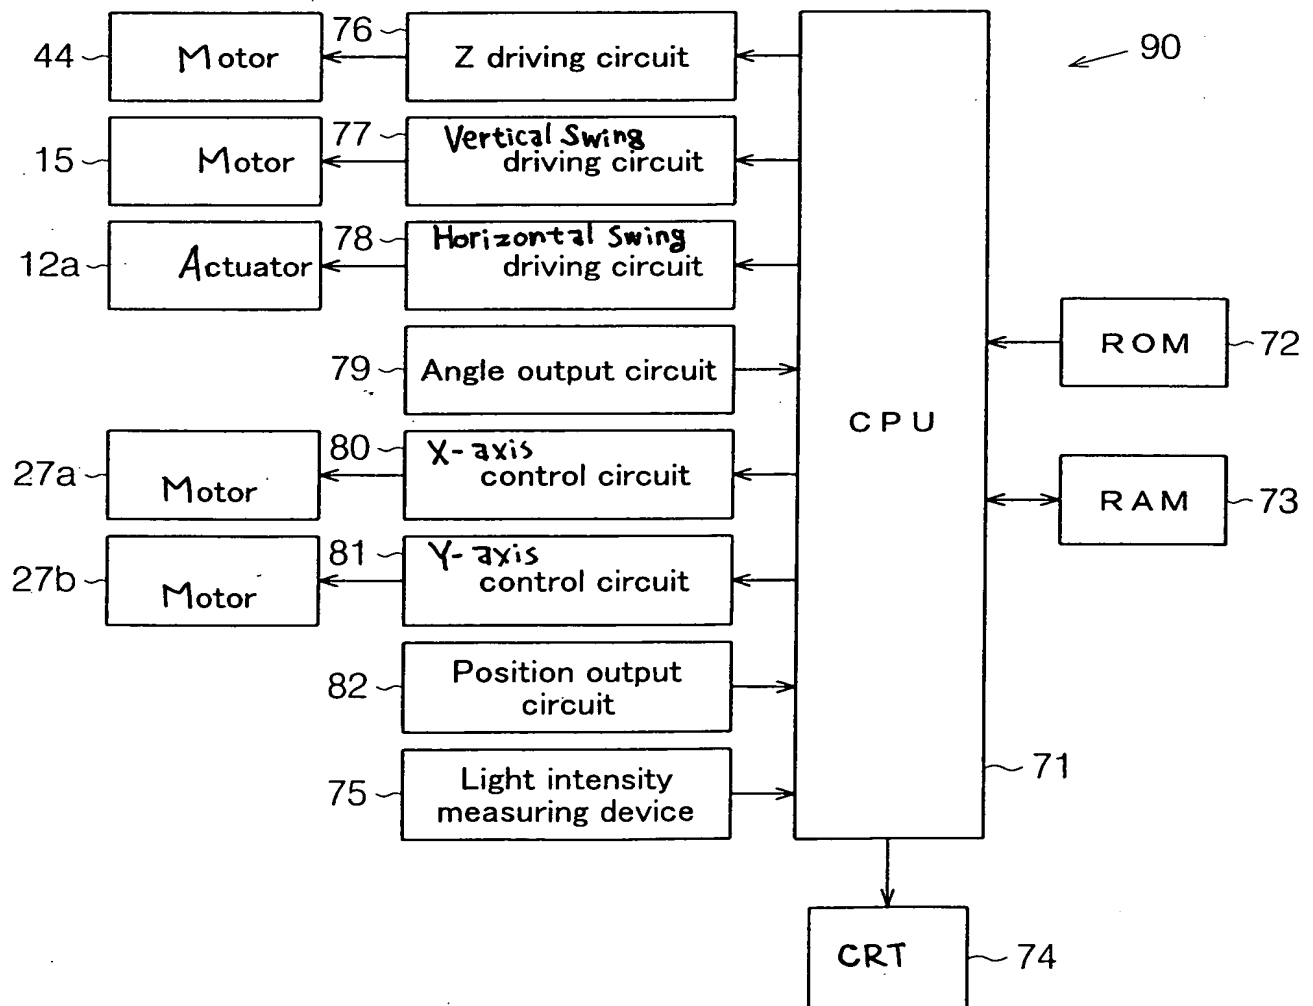 44
Motor
76
Z driving circuit
90
15
Motor
77
Vertical Swing
driving circuit
12a
Actuator
78
Horizontal Swing
driving circuit
79
Angle output circuit
ROM
72
27a
Motor
80
X-axis
control circuit
CPU
RAM
73
27b
Motor
81
Y-axis
control circuit
82
Position output
circuit
75
Light intensity
measuring device
71
CRT
74